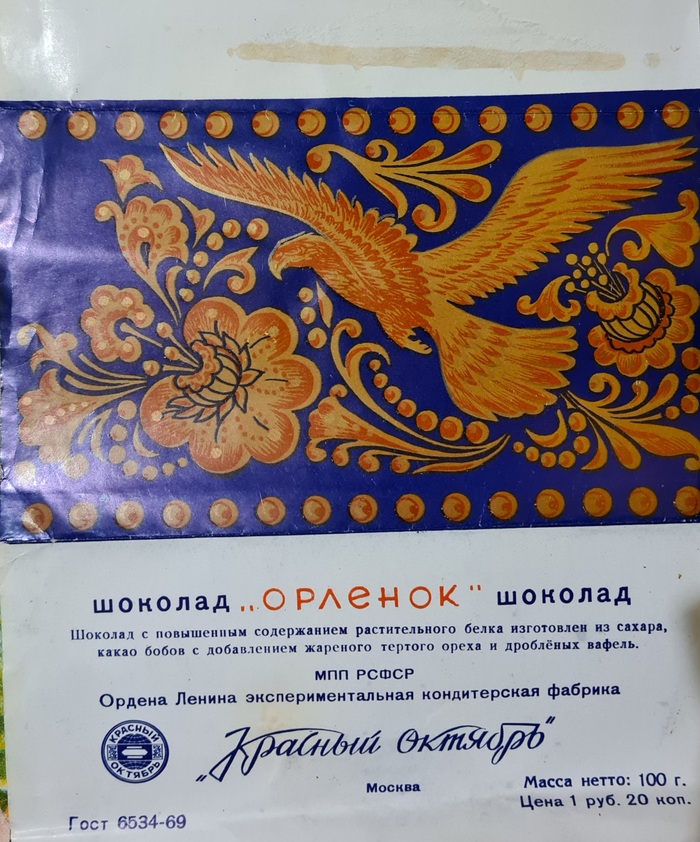 шоколад „ОРЛЕНОК" шоколад
Шоколад с повышенным содержанием растительного белка изготовлен из сахара,
какао бобов с добавлением жареного тертого ореха и дроблёных вафель.
МПП РСФСР
Ордена Ленина экспериментальная кондитерская фабрика
КРАСНЫЙ
ОКТЯБРЬ
„Красный октябрь"
Москва
Масса нетто: 100 г.
Цена 1 руб. 20 коп.
Гост 6534-69